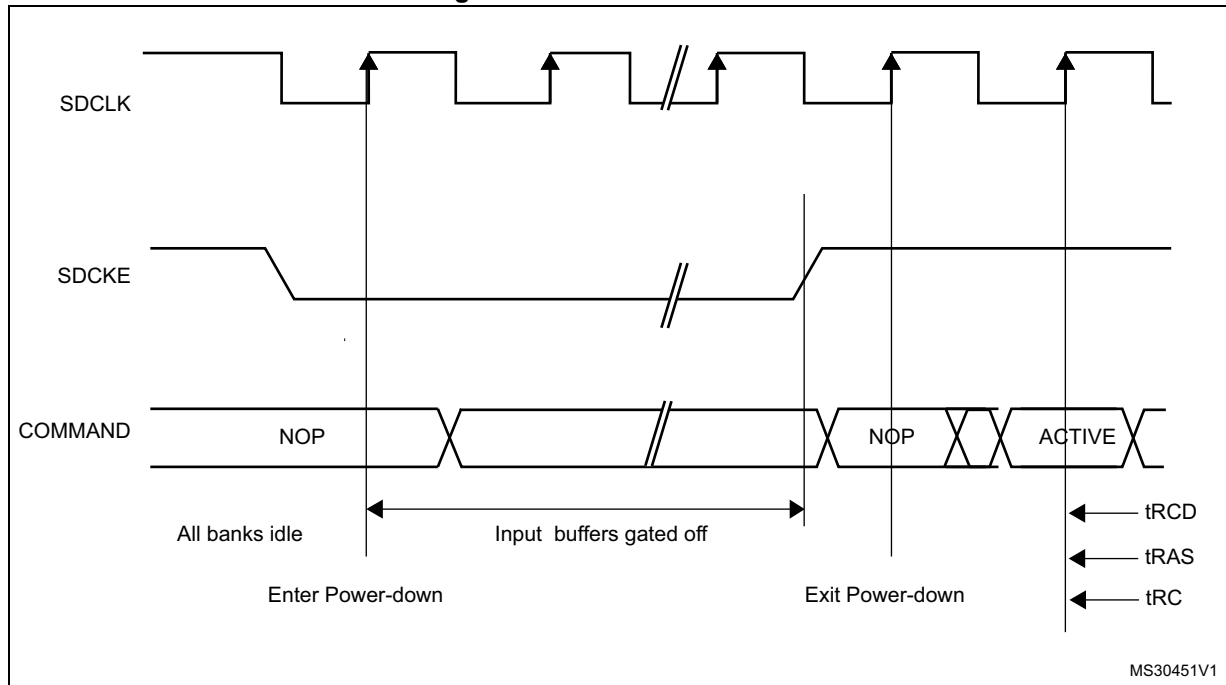 g
SDCLK
SDCKE
COMMAND
NOP
NOP
ACTIVE
All banks idle
Input buffers gated off
tRCD
tRAS
Enter Power-down
Exit Power-down
tRC
MS30451V1